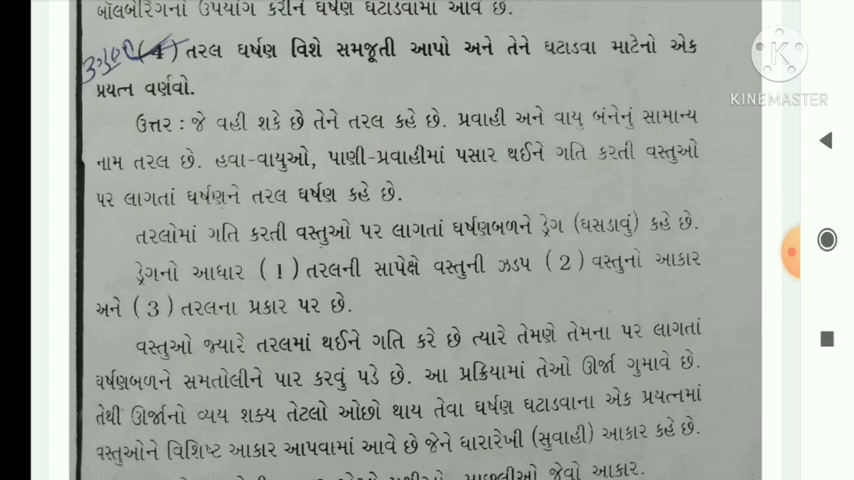 બૉલબેરિંગનો ઉપયોગ કરીને ઘર્ષણ ઘટાડવામાં આવે છે.
(4) તરલ ઘર્ષણ વિશે સમજૂતી આપો અને તેને ઘટાડવા માટેનો એક
પ્રયત્ન વર્ણવો.
KINEMASTER
ઉત્તર : જે વહી શકે છે તેને તરલ કહે છે. પ્રવાહી અને વાયુ બંનેનું સામાન્ય
નામ તરલ છે. હવા-વાયુઓ, પાણી-પ્રવાહીમાં પસાર થઈને ગતિ કરતી વસ્તુઓ
પર લાગતાં ઘર્ષણને તરલ ઘર્ષણ કહે છે.
તરલોમાં ગતિ કરતી વસ્તુઓ પર લાગતાં ઘર્ષણબળને ડ્રેગ (ઘસડાવું) કહે છે.
ડ્રેગનો આધાર (1) તરલની સાપેક્ષે વસ્તુની ઝડપ (2) વસ્તુનો આકાર
અને (3) તરલના પ્રકાર પર છે.
વસ્તુઓ જ્યારે તરલમાં થઈને ગતિ કરે છે ત્યારે તેમણે તેમના પર લાગતાં
ઘર્ષણબળને સમતોલીને પાર કરવું પડે છે. આ પ્રક્રિયામાં તેઓ ઊર્જા ગુમાવે છે.
તેથી ઊર્જાનો વ્યય શક્ય તેટલો ઓછો થાય તેવા ઘર્ષણ ઘટાડવાના એક પ્રયત્નમાં
વસ્તુઓને વિશિષ્ટ આકાર આપવામાં આવે છે જેને ધારારેખી (સુવાહી) આકાર કહે છે.
માછલીઓ જેવો આકાર.